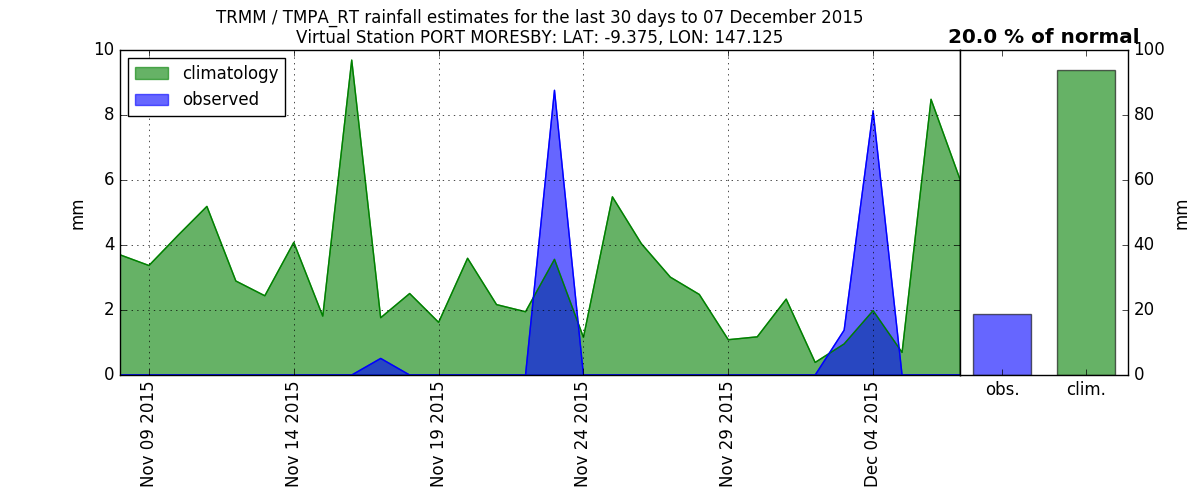 TRMM / TMPA_RT rainfall estimates for the last 30 days to 07 December 2015
Virtual Station PORT MORESBY: LAT: -9.375, LON: 147.125
20.0 % of normal
climatology
observed
10
8
6
4
2
0
mm
100
80
60
40
20
0
mm
Nov 09 2015
Nov 14 2015
Nov 19 2015
Nov 24 2015
Nov 29 2015
Dec 04 2015
obs.
clim.